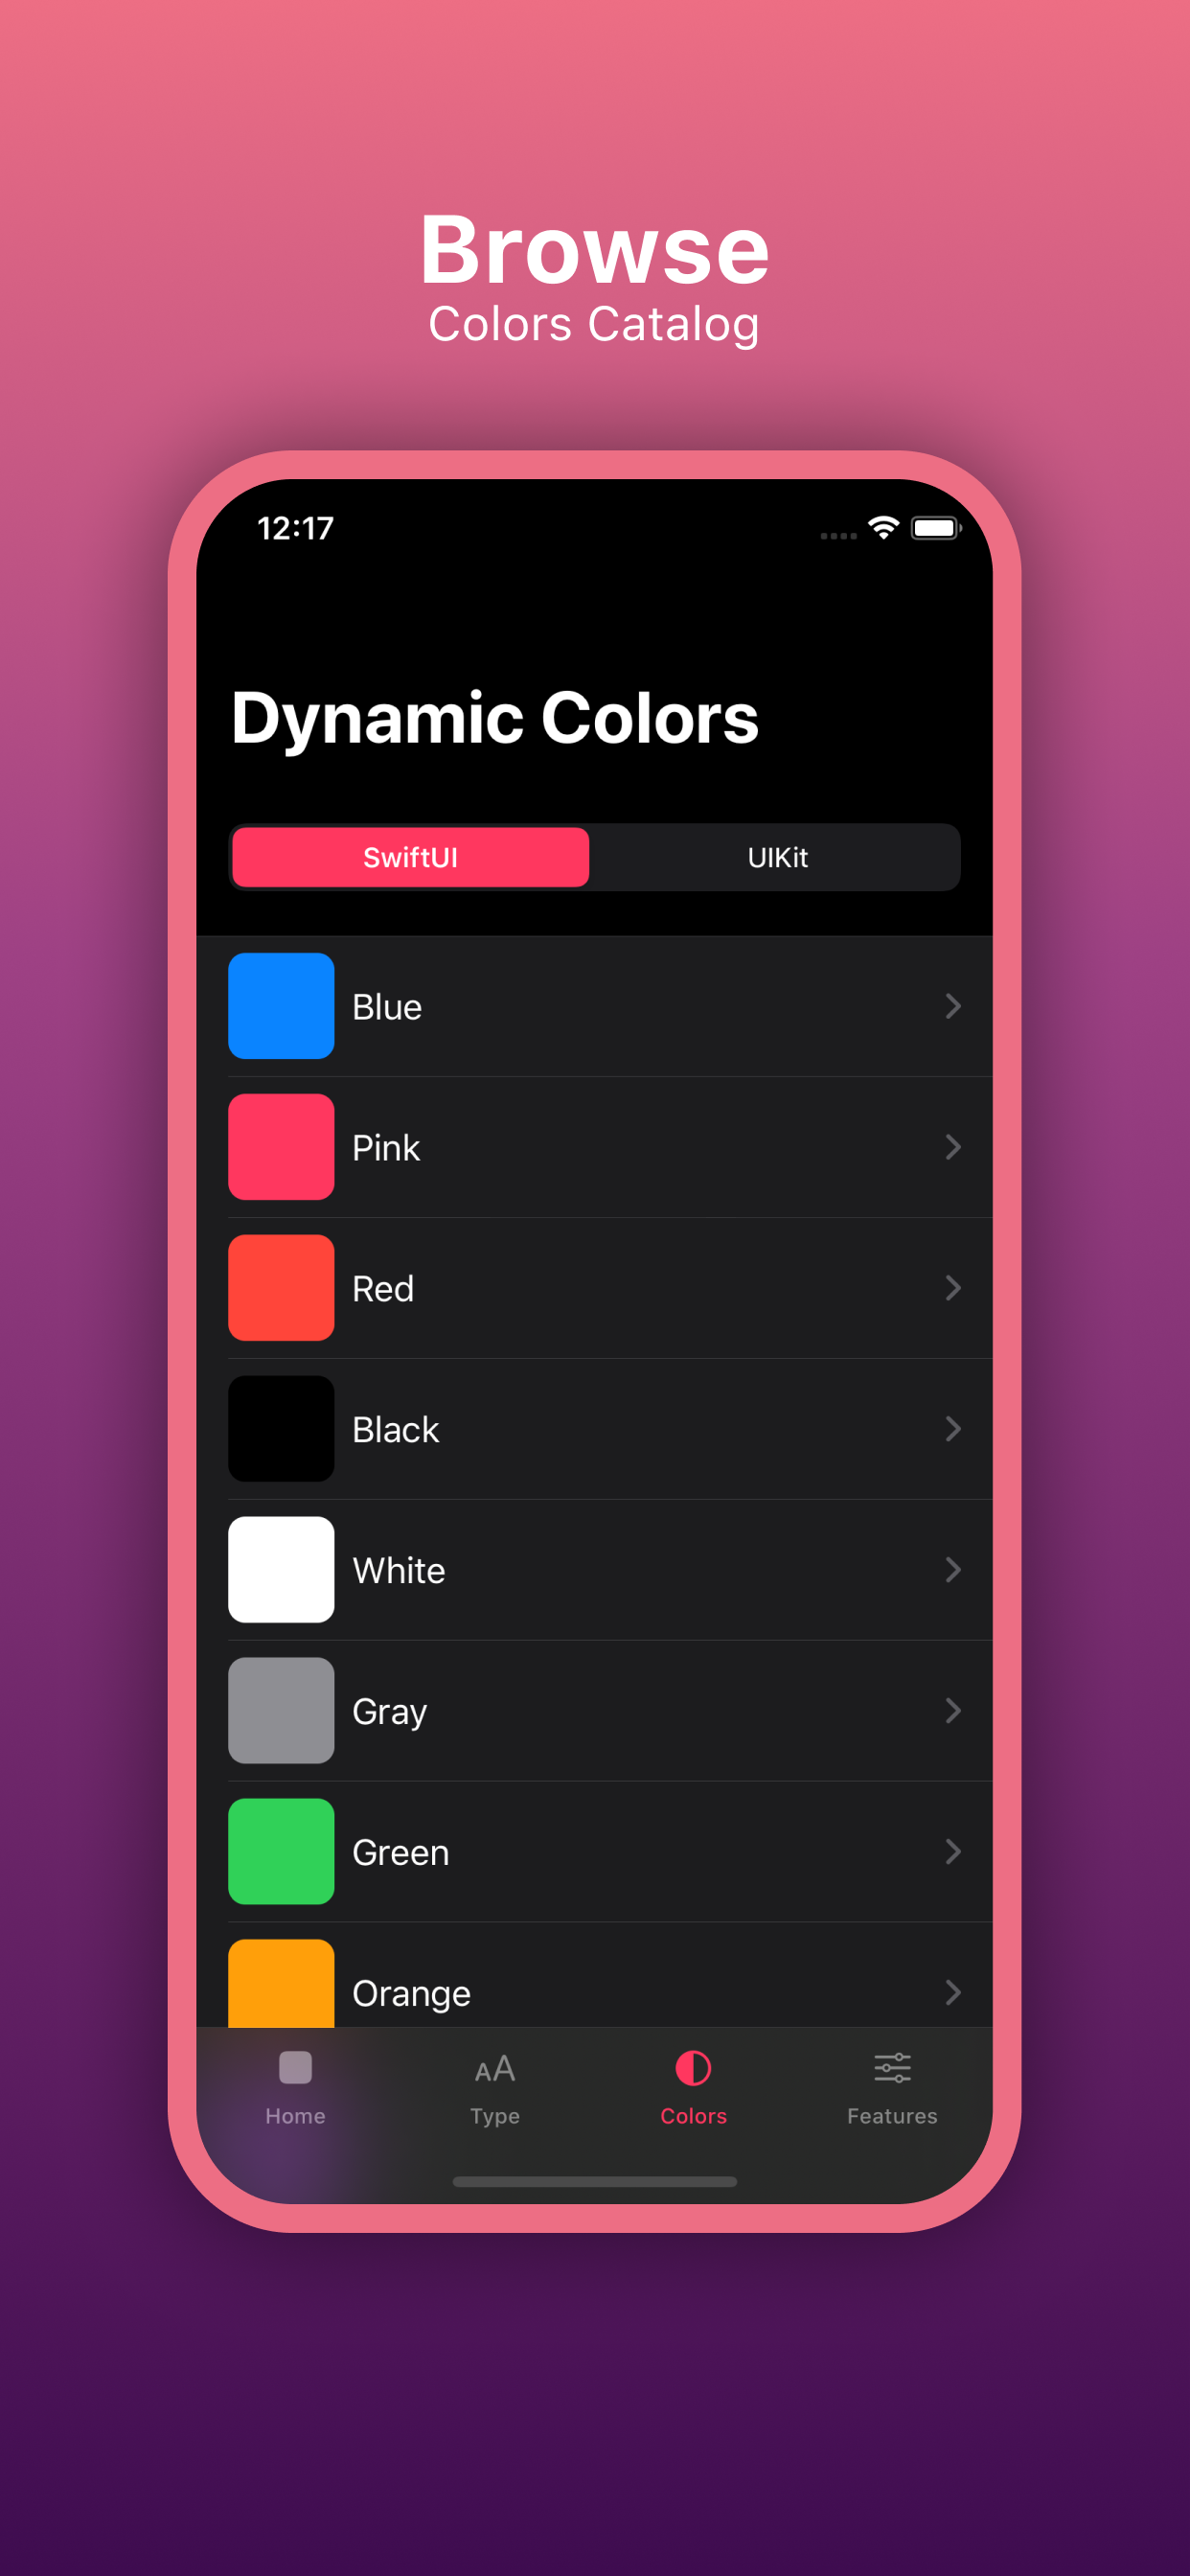 Browse
Colors Catalog
12:17
Dynamic Colors
SwiftUI
UIKit
Blue
Pink
Red
Black
White
Gray
Green
Orange
AA
Home
Type
Colors
Features